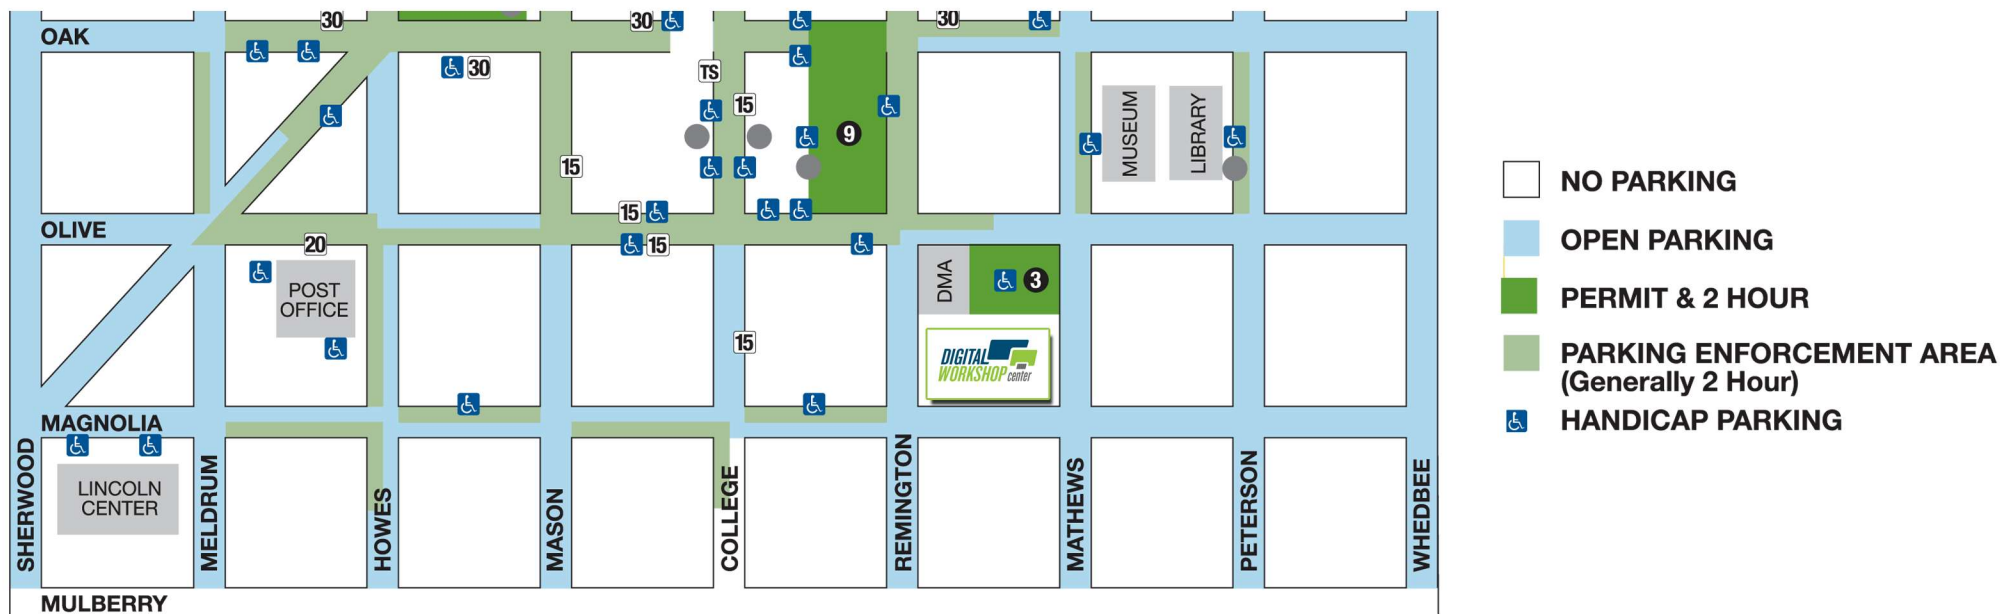 30
30
30
OAK
30
TS
15
9
15
MUSEUM
LIBRARY
15
OLIVE
20
15
POST
OFFICE
DMA
3
15
DIGITAL
WORKSHOP center
MAGNOLIA
LINCOLN
CENTER
SHERWOOD
MELDRUM
HOWES
MASON
COLLEGE
REMINGTON
MATHEWS
PETERSON
WHEDBEE
MULBERRY
NO PARKING
OPEN PARKING
PERMIT & 2 HOUR
PARKING ENFORCEMENT AREA
(Generally 2 Hour)
HANDICAP PARKING